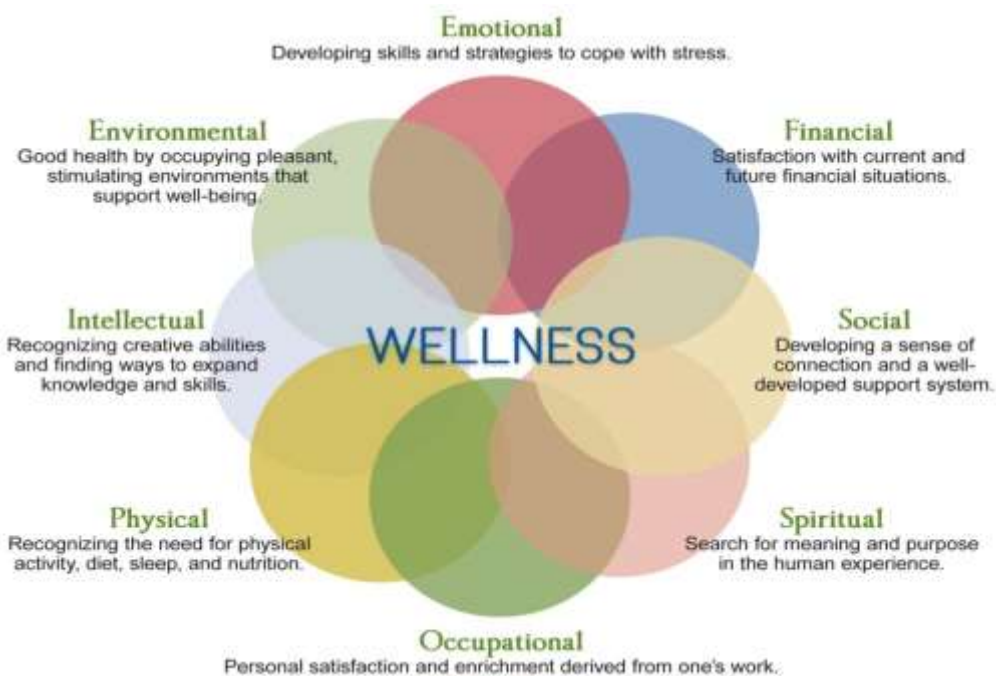 Emotional
Developing skills and strategies to cope with stress.
Environmental
Good health by occupying pleasant,
stimulating environments that
support well-being.
Financial
Satisfaction with current and
future financial situations.
Intellectual
Recognizing creative abilities
and finding ways to expand
knowledge and skills.
WELLNESS
Social
Developing a sense of
connection and a well-
developed support system.
Physical
Recognizing the need for physical
activity, diet, sleep, and nutrition.
Spiritual
Search for meaning and purpose
in the human experience.
Occupational
Personal satisfaction and enrichment derived from one's work.